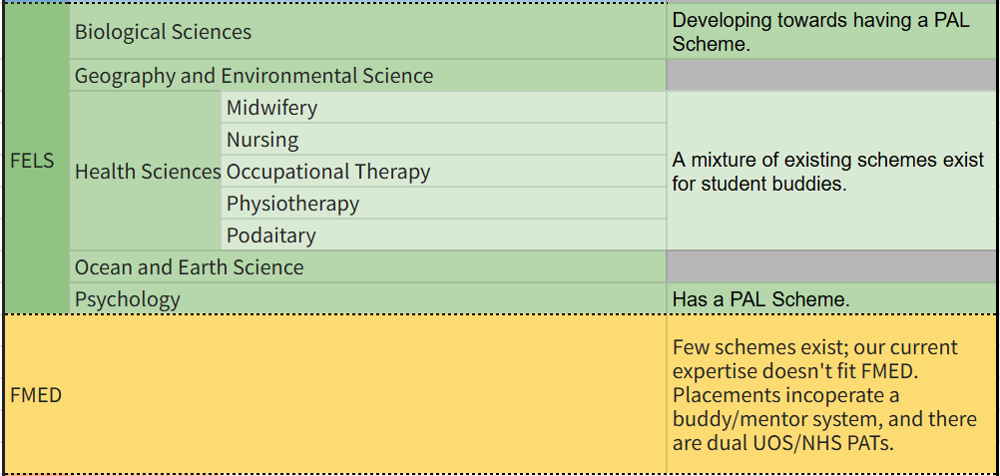 Biological Sciences
Developing towards having a PAL
Scheme.
Geography and Environmental Science
FELS
Health Sciences
Midwifery
Nursing
Occupational Therapy
Physiotherapy
Podaitary
A mixture of existing schemes exist
for student buddies.
Ocean and Earth Science
Psychology
Has a PAL Scheme.
FMED
Few schemes exist; our current
expertise doesn't fit FMED.
Placements incoperate a
buddy/mentor system, and there
are dual UOS/NHS PATs.